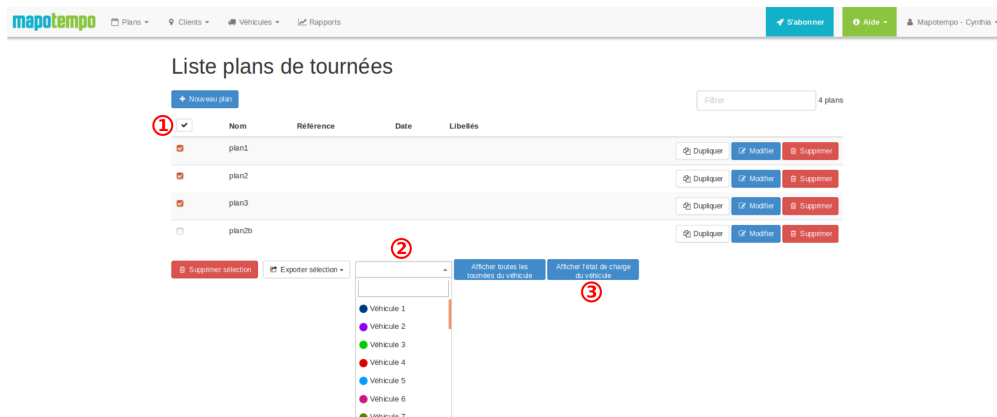 mapotempo Plans Clients Véhicules Rapports S'abonner Aide Mapotempo - Cynthia
Liste plans de tournées
Nouveau plan Filtrer 4 plans
1 Nom Référence Date Libellés
plan1 Dupliquer Modifier Supprimer
plan2 Dupliquer Modifier Supprimer
plan3 Dupliquer Modifier Supprimer
plan2b Dupliquer Modifier Supprimer
2
Supprimer sélection Exporter sélection Afficher toutes les tournées du véhicule Afficher l'état de charge du véhicule
3
Véhicule 1
Véhicule 2
Véhicule 3
Véhicule 4
Véhicule 5
Véhicule 6
Véhicule 7